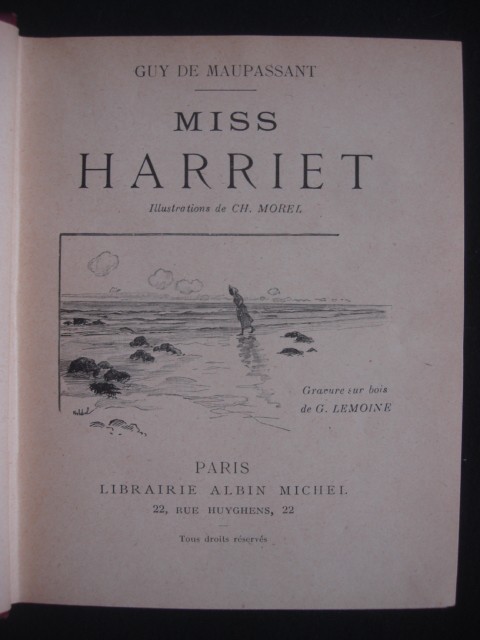 GUY DE MAUPASSANT
MISS
HARRIET
Illustrations de CH. MOREL
Gravure sur bois
de G. LEMOINE
PARIS
LIBRAIRIE ALBIN MICHEL
22, RUE HUYGHENS, 22
Tous droits réservés